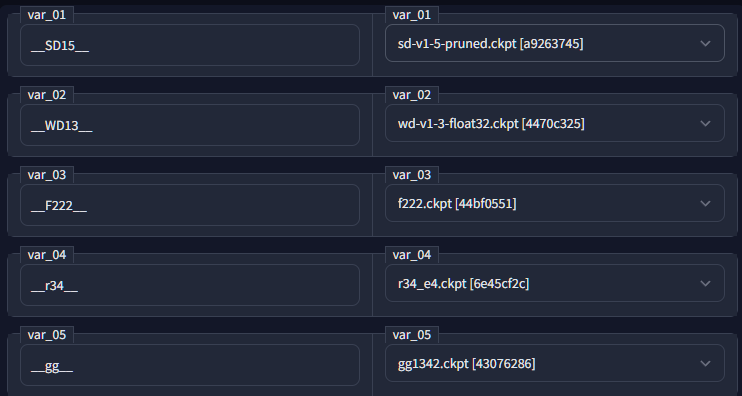 var_01 var_01
__SD15__ sd-v1-5-pruned.ckpt [a9263745]
var_02 var_02
__WD13__ wd-v1-3-float32.ckpt [4470c325]
var_03 var_03
__F222__ f222.ckpt [44bf0551]
var_04 var_04
__r34__ r34_e4.ckpt [6e45cf2c]
var_05 var_05
__gg__ gg1342.ckpt [43076286]